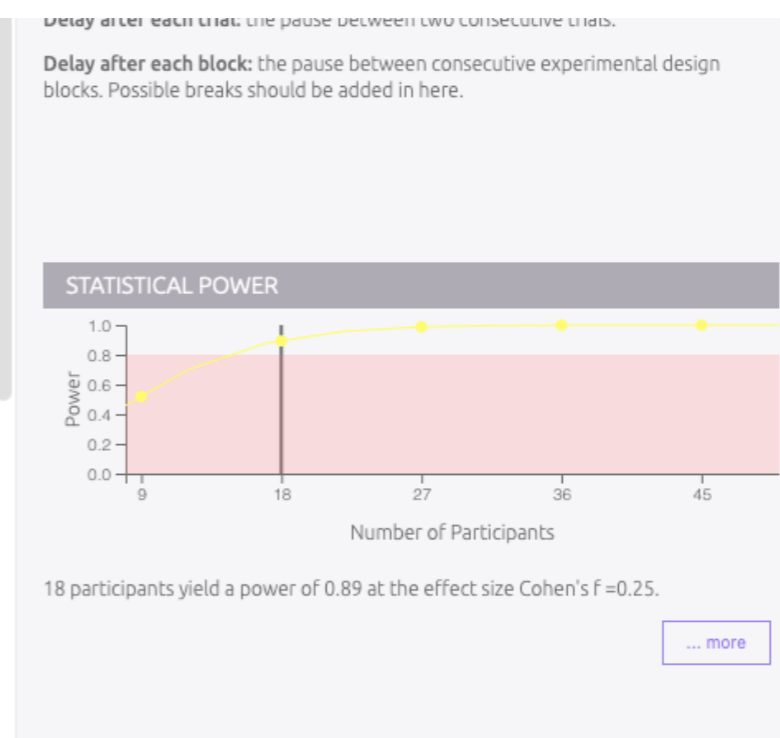 Delay after each trial: the pause between two consecutive trials.
Delay after each block: the pause between consecutive experimental design
blocks. Possible breaks should be added in here.
STATISTICAL POWER
1.0
0.8
0.6
0.4
0.2
0.0
Power
9 18 27 36 45
Number of Participants
18 participants yield a power of 0.89 at the effect size Cohen's f =0.25.
... more